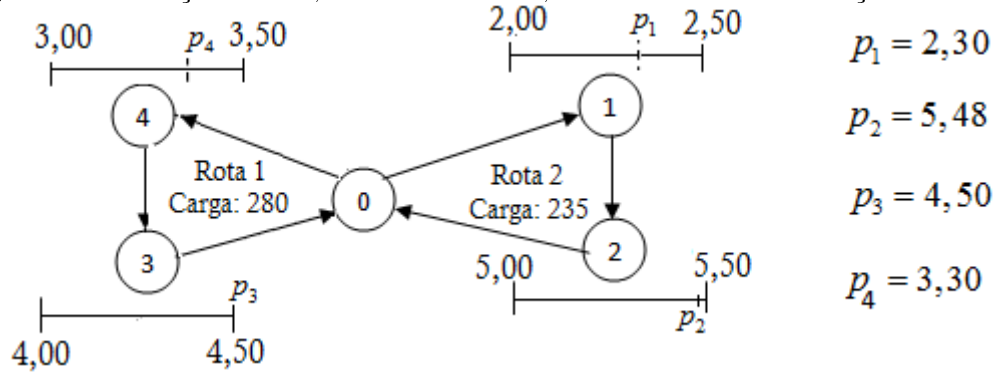 3,00 p₄ 3,50
2,00 p₁ 2,50
p₁ = 2,30
4
1
p₂ = 5,48
Rota 1
Carga: 280
0
Rota 2
Carga: 235
p₃ = 4,50
3
2
p₃
5,00 5,50
p₂
p₄ = 3,30
4,00 4,50